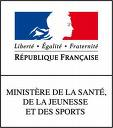 Liberté • Égalité • Fraternité
RÉPUBLIQUE FRANÇAISE
MINISTÈRE DE LA SANTÉ,
DE LA JEUNESSE
ET DES SPORTS